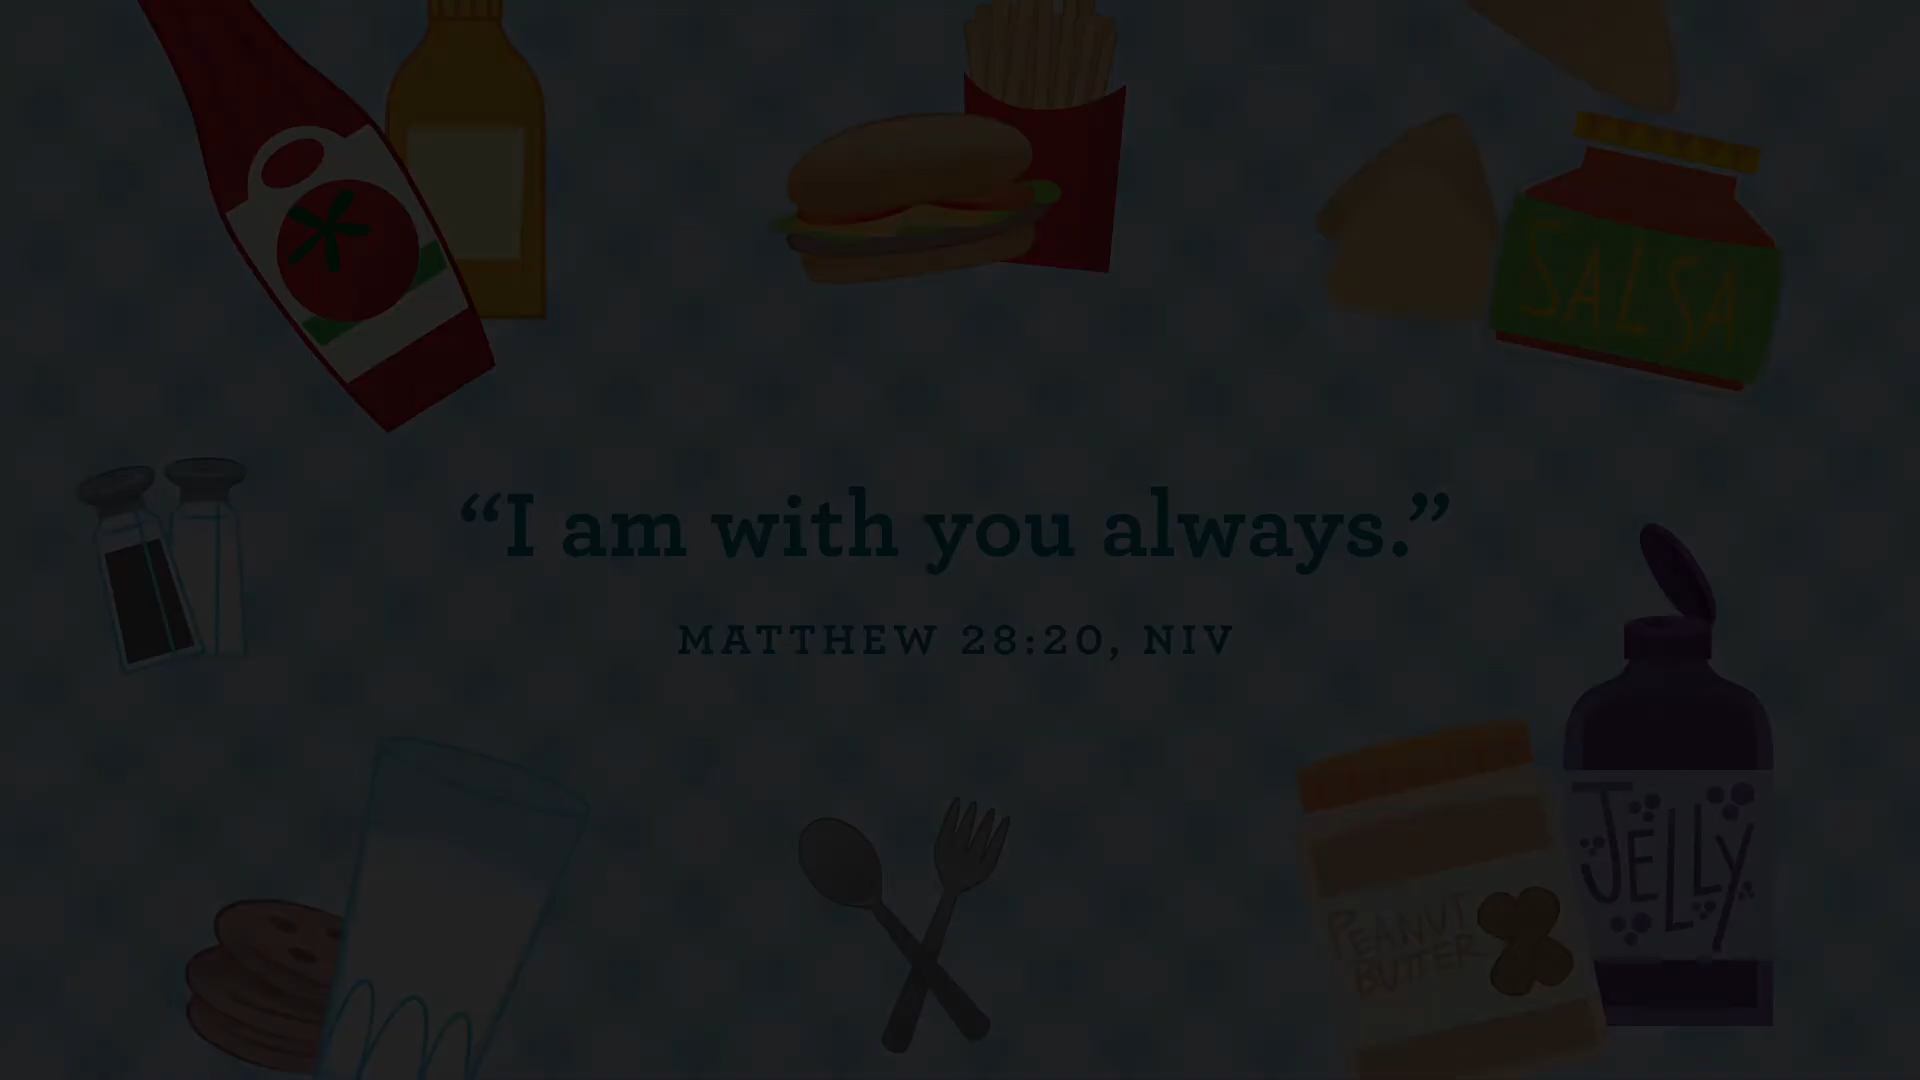 SALSA
“I am with you always.”
MATTHEW 28:20, NIV
JELLY
PEANUT
BUTTER